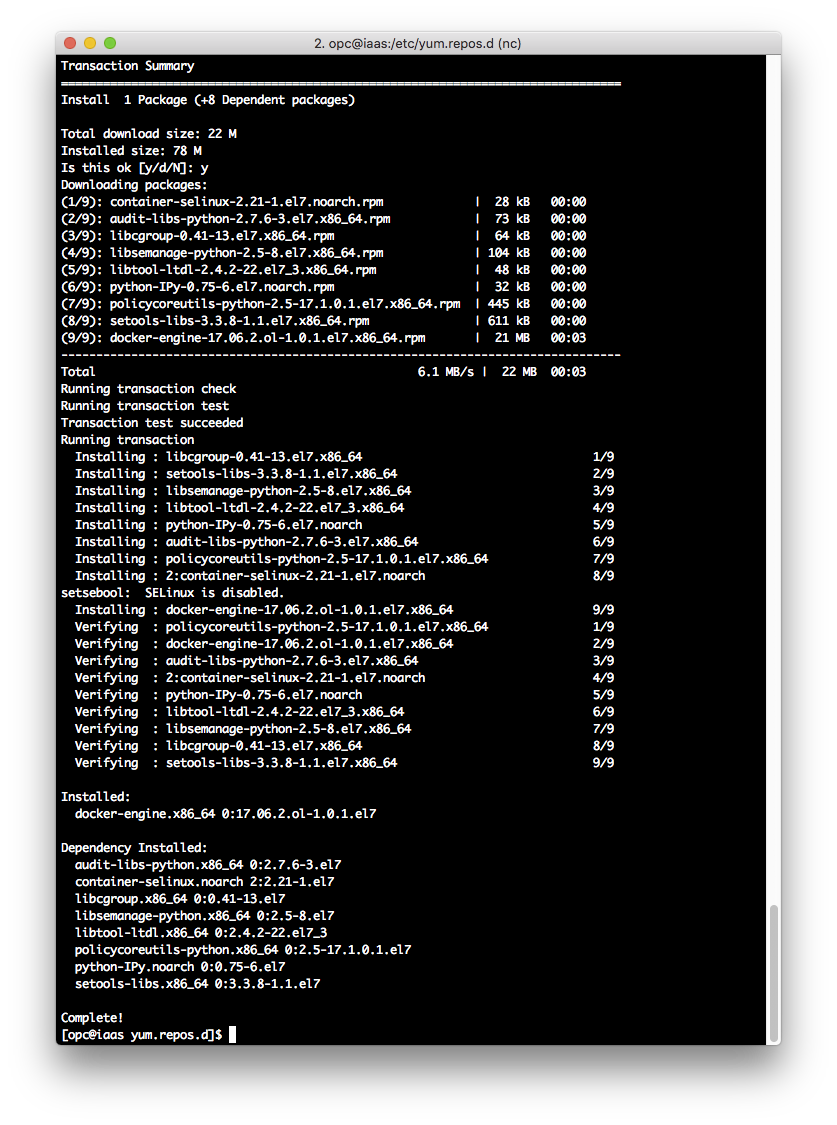 2. opc@iaas:/etc/yum.repos.d (nc)
Transaction Summary
================================================================================
Install  1 Package (+8 Dependent packages)
Total download size: 22 M
Installed size: 78 M
Is this ok [y/d/N]: y
Downloading packages:
(1/9): container-selinux-2.21-1.el7.noarch.rpm             |  28 kB   00:00
(2/9): audit-libs-python-2.7.6-3.el7.x86_64.rpm            |  73 kB   00:00
(3/9): libcgroup-0.41-13.el7.x86_64.rpm                    |  64 kB   00:00
(4/9): libsemanage-python-2.5-8.el7.x86_64.rpm             | 104 kB   00:00
(5/9): libtool-ltdl-2.4.2-22.el7_3.x86_64.rpm              |  48 kB   00:00
(6/9): python-IPy-0.75-6.el7.noarch.rpm                    |  32 kB   00:00
(7/9): policycoreutils-python-2.5-17.1.0.1.el7.x86_64.rpm  | 445 kB   00:00
(8/9): setools-libs-3.3.8-1.1.el7.x86_64.rpm               | 611 kB   00:00
(9/9): docker-engine-17.06.2.ol-1.0.1.el7.x86_64.rpm       |  21 MB   00:03
--------------------------------------------------------------------------------
Total                                              6.1 MB/s |  22 MB  00:03
Running transaction check
Running transaction test
Transaction test succeeded
Running transaction
  Installing : libcgroup-0.41-13.el7.x86_64                                 1/9
  Installing : setools-libs-3.3.8-1.1.el7.x86_64                            2/9
  Installing : libsemanage-python-2.5-8.el7.x86_64                          3/9
  Installing : libtool-ltdl-2.4.2-22.el7_3.x86_64                           4/9
  Installing : python-IPy-0.75-6.el7.noarch                                 5/9
  Installing : audit-libs-python-2.7.6-3.el7.x86_64                         6/9
  Installing : policycoreutils-python-2.5-17.1.0.1.el7.x86_64               7/9
  Installing : 2:container-selinux-2.21-1.el7.noarch                        8/9
setsebool:  SELinux is disabled.
  Installing : docker-engine-17.06.2.ol-1.0.1.el7.x86_64                    9/9
  Verifying  : policycoreutils-python-2.5-17.1.0.1.el7.x86_64               1/9
  Verifying  : docker-engine-17.06.2.ol-1.0.1.el7.x86_64                    2/9
  Verifying  : audit-libs-python-2.7.6-3.el7.x86_64                         3/9
  Verifying  : 2:container-selinux-2.21-1.el7.noarch                        4/9
  Verifying  : python-IPy-0.75-6.el7.noarch                                 5/9
  Verifying  : libtool-ltdl-2.4.2-22.el7_3.x86_64                           6/9
  Verifying  : libsemanage-python-2.5-8.el7.x86_64                          7/9
  Verifying  : libcgroup-0.41-13.el7.x86_64                                 8/9
  Verifying  : setools-libs-3.3.8-1.1.el7.x86_64                            9/9
Installed:
  docker-engine.x86_64 0:17.06.2.ol-1.0.1.el7
Dependency Installed:
  audit-libs-python.x86_64 0:2.7.6-3.el7
  container-selinux.noarch 2:2.21-1.el7
  libcgroup.x86_64 0:0.41-13.el7
  libsemanage-python.x86_64 0:2.5-8.el7
  libtool-ltdl.x86_64 0:2.4.2-22.el7_3
  policycoreutils-python.x86_64 0:2.5-17.1.0.1.el7
  python-IPy.noarch 0:0.75-6.el7
  setools-libs.x86_64 0:3.3.8-1.1.el7
Complete!
[opc@iaas yum.repos.d]$